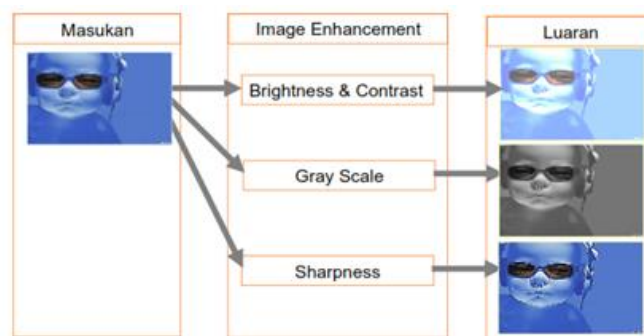 Masukan
Image Enhancement
Luaran
Brightness & Contrast
Gray Scale
Sharpness